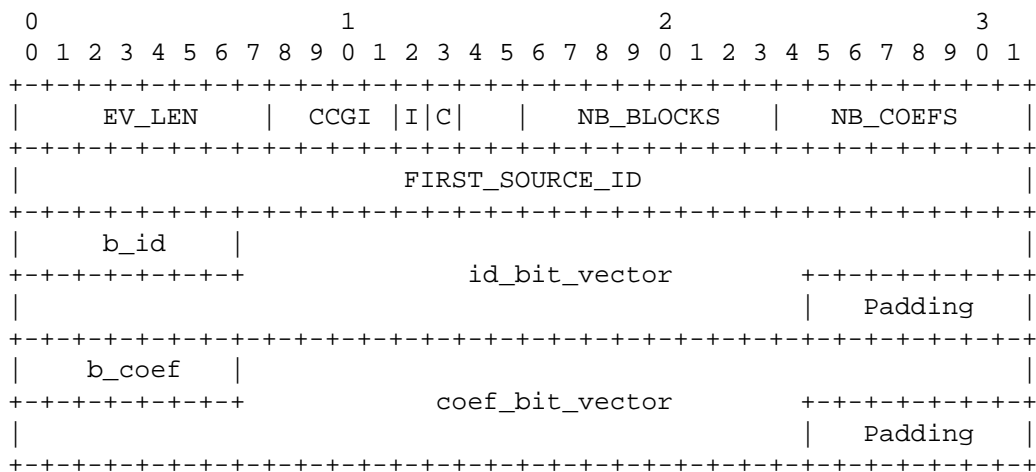 0                   1                   2                   3
 0 1 2 3 4 5 6 7 8 9 0 1 2 3 4 5 6 7 8 9 0 1 2 3 4 5 6 7 8 9 0 1
+-+-+-+-+-+-+-+-+-+-+-+-+-+-+-+-+-+-+-+-+-+-+-+-+-+-+-+-+-+-+-+-+
|     EV_LEN    |  CCGI |I|C|   |   NB_BLOCKS   |   NB_COEFS    |
+-+-+-+-+-+-+-+-+-+-+-+-+-+-+-+-+-+-+-+-+-+-+-+-+-+-+-+-+-+-+-+-+
|                        FIRST_SOURCE_ID                        |
+-+-+-+-+-+-+-+-+-+-+-+-+-+-+-+-+-+-+-+-+-+-+-+-+-+-+-+-+-+-+-+-+
|     b_id    |                                                 |
+-+-+-+-+-+-+-+              id_bit_vector        +-+-+-+-+-+-+-+
|                                                 |   Padding   |
+-+-+-+-+-+-+-+-+-+-+-+-+-+-+-+-+-+-+-+-+-+-+-+-+-+-+-+-+-+-+-+-+
|    b_coef   |                                                 |
+-+-+-+-+-+-+-+            coef_bit_vector        +-+-+-+-+-+-+-+
|                                                 |   Padding   |
+-+-+-+-+-+-+-+-+-+-+-+-+-+-+-+-+-+-+-+-+-+-+-+-+-+-+-+-+-+-+-+-+